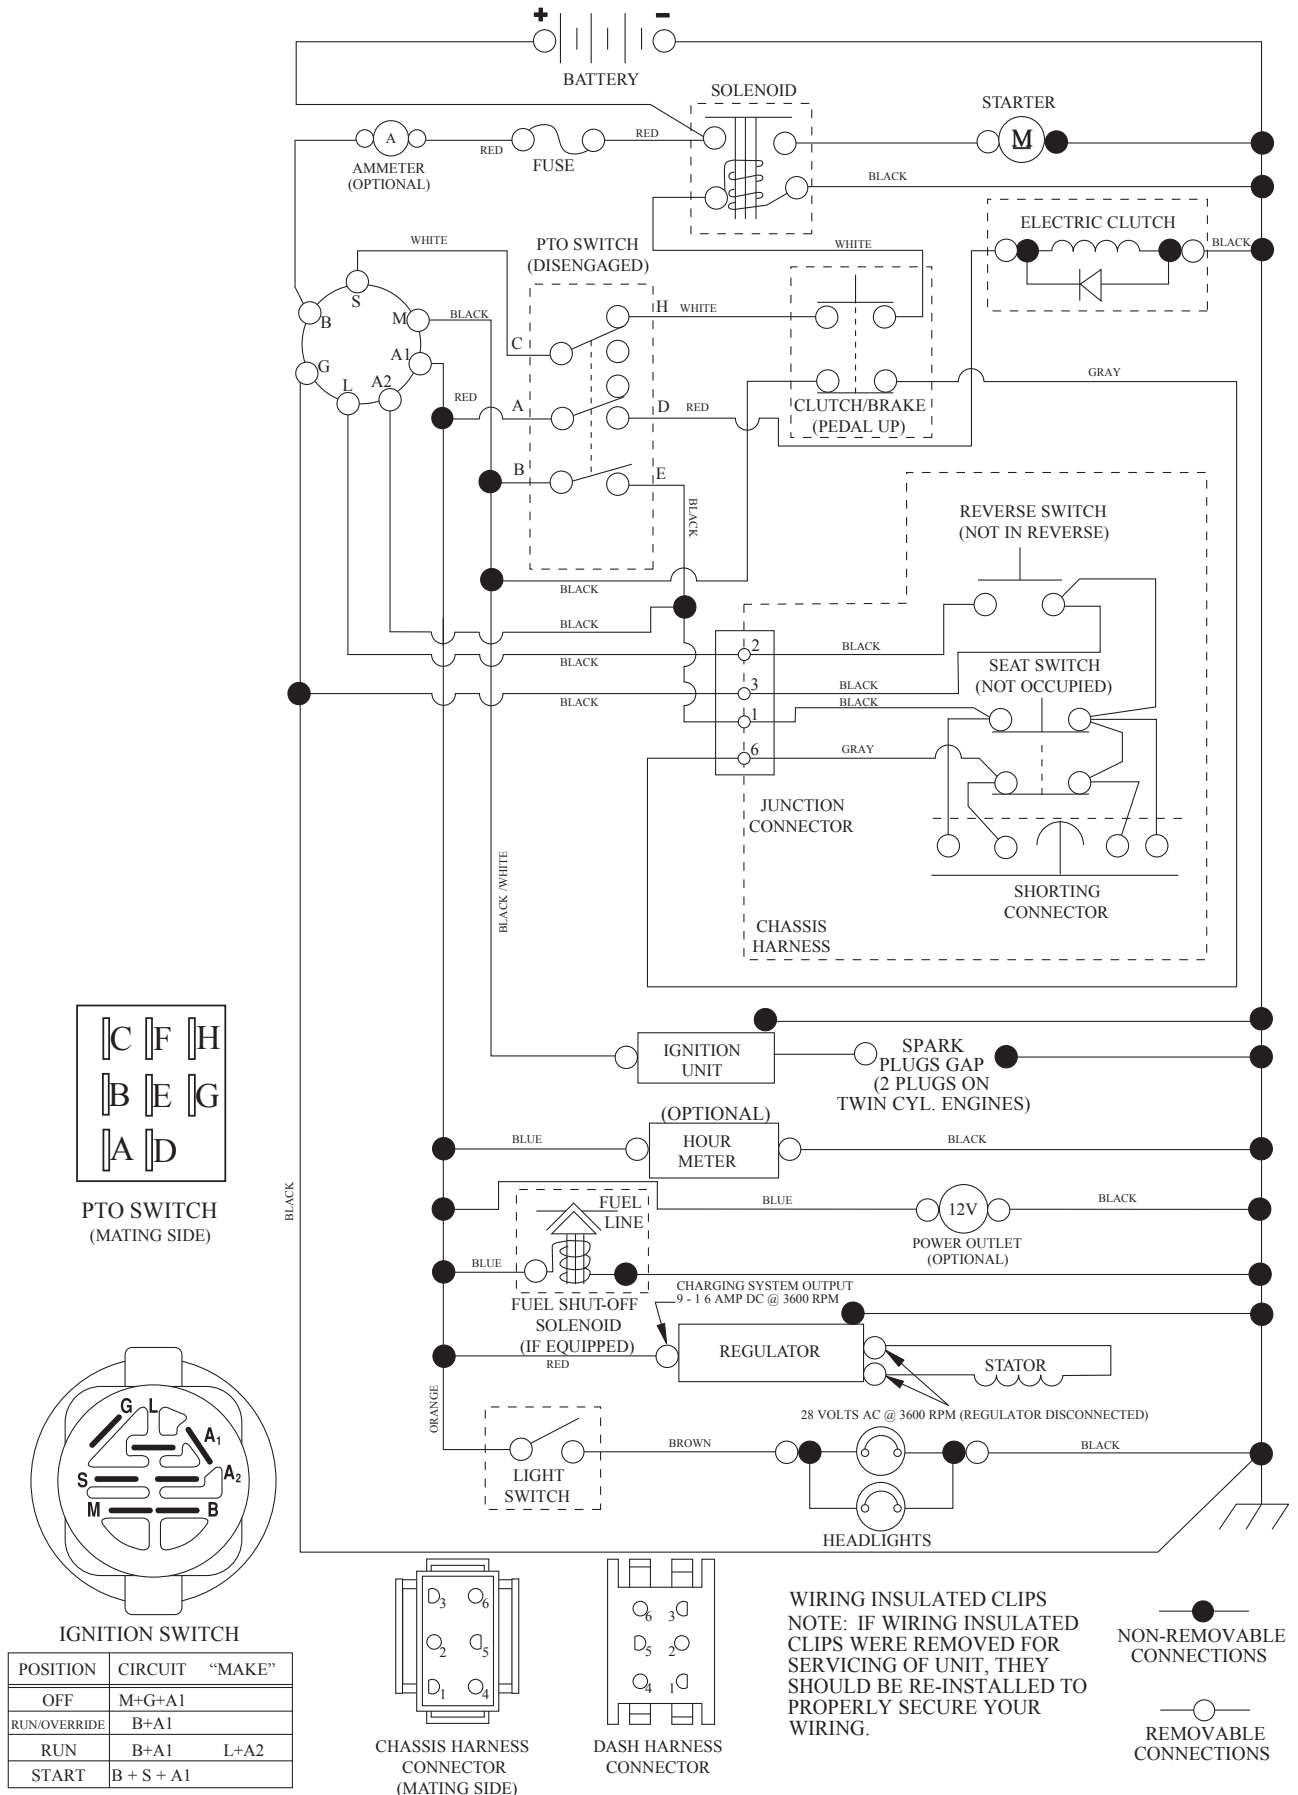 + −
BATTERY
SOLENOID
STARTER
A
RED
FUSE
RED
M
AMMETER
(OPTIONAL)
BLACK
ELECTRIC CLUTCH
BLACK
WHITE
PTO SWITCH
(DISENGAGED)
WHITE
S
B
M
BLACK
H
WHITE
C
A1
G
L
A2
RED
A
D
RED
GRAY
CLUTCH/BRAKE
(PEDAL UP)
B
E
BLACK
REVERSE SWITCH
(NOT IN REVERSE)
BLACK
BLACK
BLACK
2
BLACK
SEAT SWITCH
(NOT OCCUPIED)
3
BLACK
BLACK
BLACK
1
6
GRAY
JUNCTION
CONNECTOR
BLACK /WHITE
SHORTING
CONNECTOR
CHASSIS
HARNESS
C F H
B E G
A D
PTO SWITCH
(MATING SIDE)
IGNITION
UNIT
SPARK
PLUGS GAP
(2 PLUGS ON
TWIN CYL. ENGINES)
(OPTIONAL)
BLUE
HOUR
METER
BLACK
BLACK
FUEL
LINE
BLUE
12V
BLACK
POWER OUTLET
(OPTIONAL)
BLUE
FUEL SHUT-OFF
SOLENOID
(IF EQUIPPED)
CHARGING SYSTEM OUTPUT
9 - 1 6 AMP DC @ 3600 RPM
RED
REGULATOR
STATOR
28 VOLTS AC @ 3600 RPM (REGULATOR DISCONNECTED)
ORANGE
BROWN
BLACK
LIGHT
SWITCH
HEADLIGHTS
G L
A1
A2
S
M B
IGNITION SWITCH
POSITION CIRCUIT “MAKE”
OFF M+G+A1
RUN/OVERRIDE B+A1
RUN B+A1 L+A2
START B + S + A1
3 6
2 5
1 4
CHASSIS HARNESS
CONNECTOR
(MATING SIDE)
6 3
5 2
4 1
DASH HARNESS
CONNECTOR
WIRING INSULATED CLIPS
NOTE: IF WIRING INSULATED
CLIPS WERE REMOVED FOR
SERVICING OF UNIT, THEY
SHOULD BE RE-INSTALLED TO
PROPERLY SECURE YOUR
WIRING.
NON-REMOVABLE
CONNECTIONS
REMOVABLE
CONNECTIONS